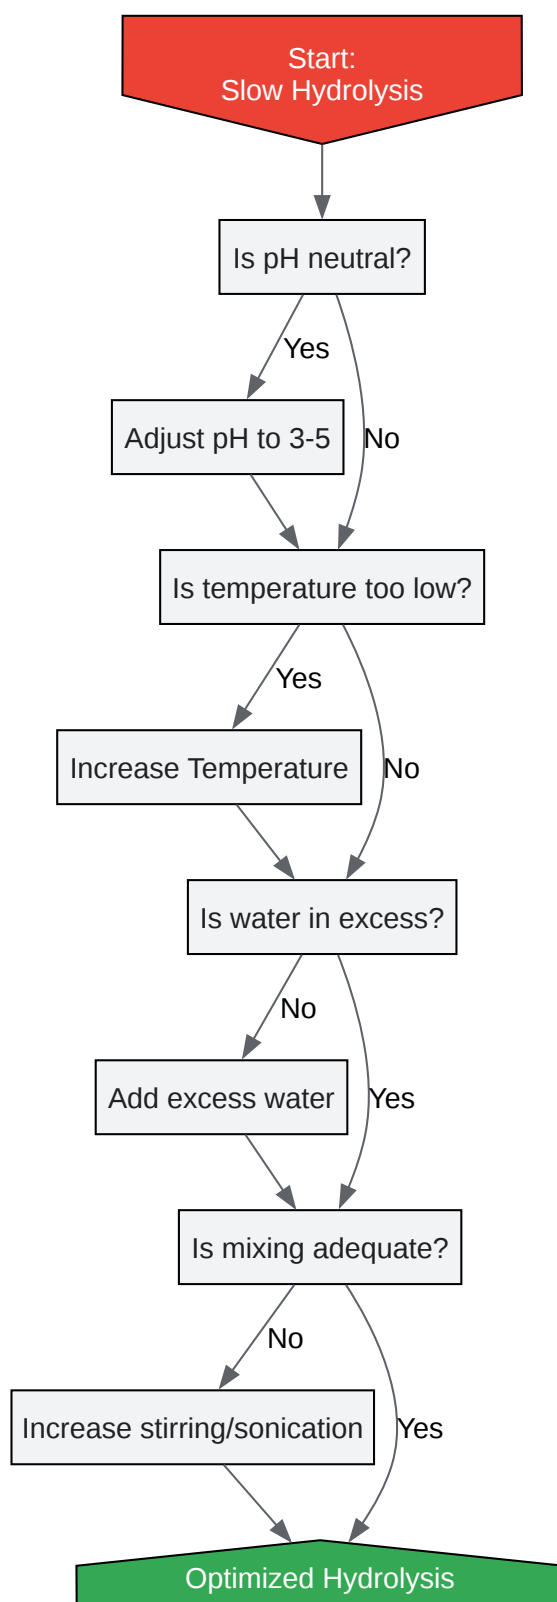 Start:
Slow Hydrolysis
Is pH neutral?
Yes
Adjust pH to 3-5
No
Is temperature too low?
Yes
Increase Temperature
No
Is water in excess?
No
Add excess water
Yes
Is mixing adequate?
No
Increase stirring/sonication
Yes
Optimized Hydrolysis